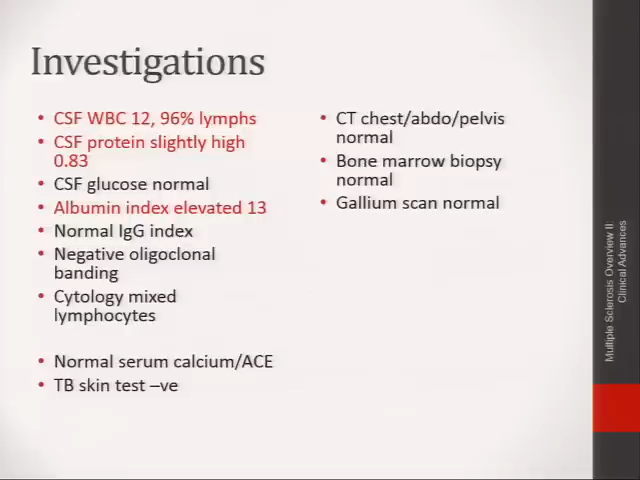 Investigations
• CSF WBC 12, 96% lymphs
• CSF protein slightly high
0.83
• CSF glucose normal
• Albumin index elevated 13
• Normal IgG index
• Negative oligoclonal
banding
• Cytology mixed
lymphocytes
• Normal serum calcium/ACE
• TB skin test –ve
• CT chest/abdo/pelvis
normal
• Bone marrow biopsy
normal
• Gallium scan normal
Multiple Sclerosis Overview II:
Clinical Advances